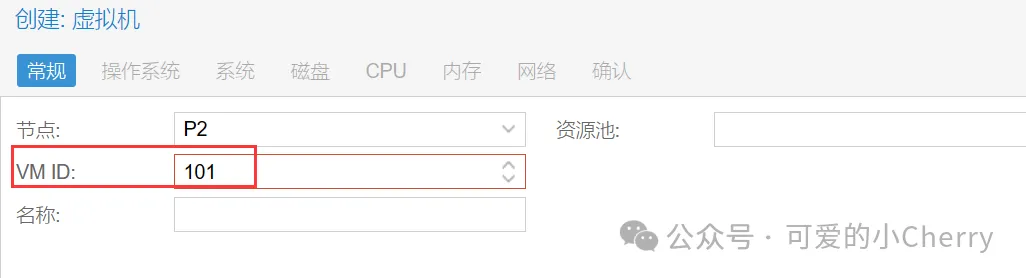 创建: 虚拟机
常规 操作系统 系统 磁盘 CPU 内存 网络 确认
节点: P2 资源池:
VM ID: 101
名称:
公众号 · 可爱的小Cherry